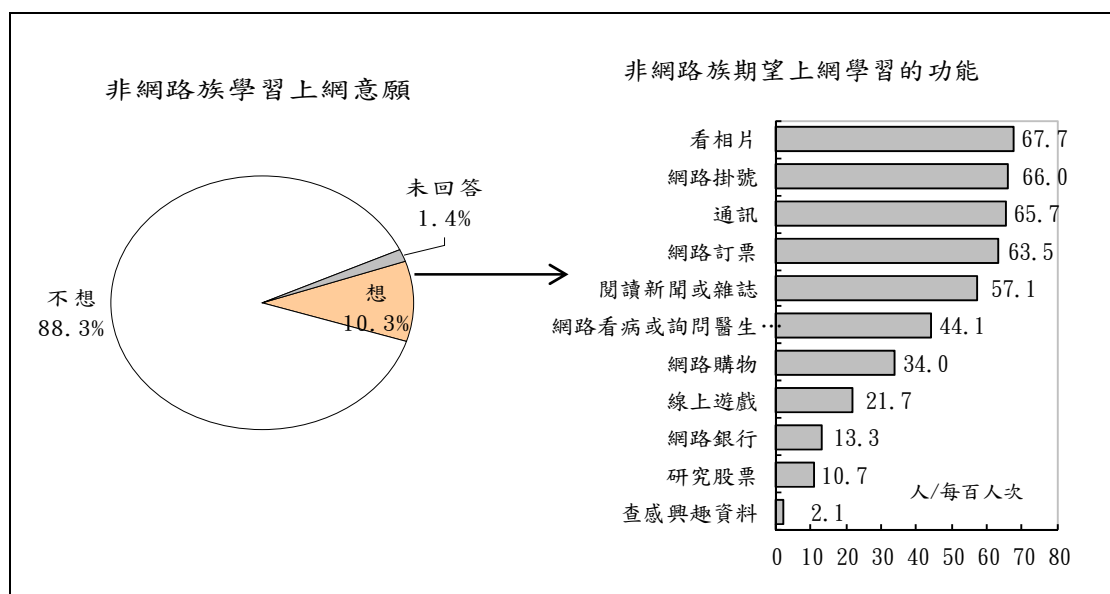 非網路族學習上網意願
未回答
1.4%
不想
88.3%
想
10.3%
非網路族期望上網學習的功能
看相片 67.7
網路掛號 66.0
通訊 65.7
網路訂票 63.5
閱讀新聞或雜誌 57.1
網路看病或詢問醫生… 44.1
網路購物 34.0
線上遊戲 21.7
網路銀行 13.3
研究股票 10.7
人/每百人次
查感興趣資料 2.1
0 10 20 30 40 50 60 70 80